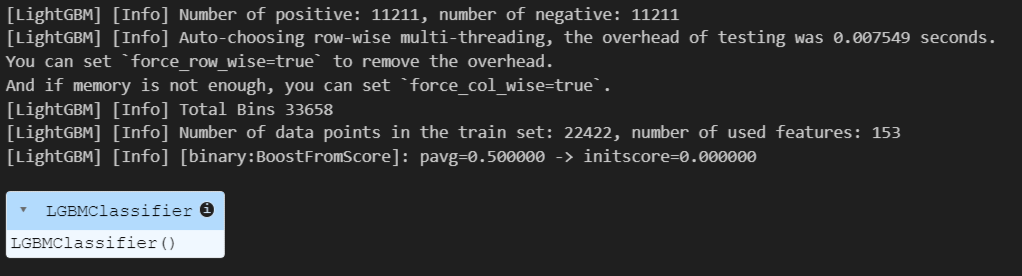 [LightGBM] [Info] Number of positive: 11211, number of negative: 11211
[LightGBM] [Info] Auto-choosing row-wise multi-threading, the overhead of testing was 0.007549 seconds.
You can set `force_row_wise=true` to remove the overhead.
And if memory is not enough, you can set `force_col_wise=true`.
[LightGBM] [Info] Total Bins 33658
[LightGBM] [Info] Number of data points in the train set: 22422, number of used features: 153
[LightGBM] [Info] [binary:BoostFromScore]: pavg=0.500000 -> initscore=0.000000
▾ LGBMClassifier i
LGBMClassifier()